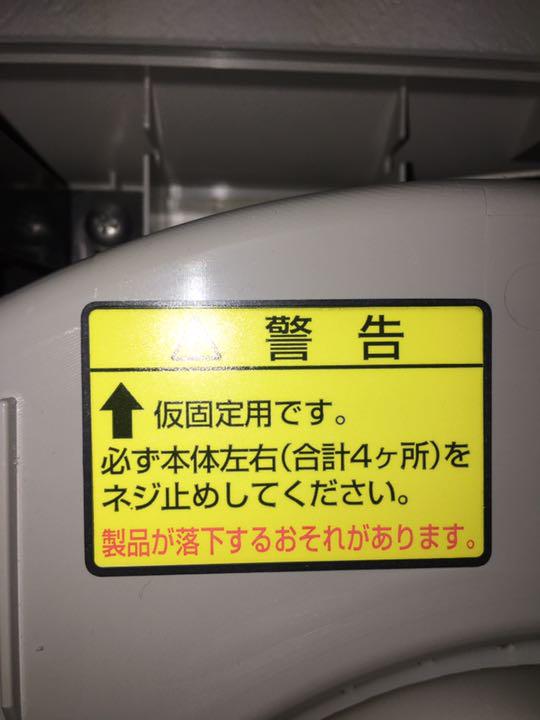 警告
仮固定用です。
必ず本体左右(合計4ヶ所)を
ネジ止めしてください。
製品が落下するおそれがあります。